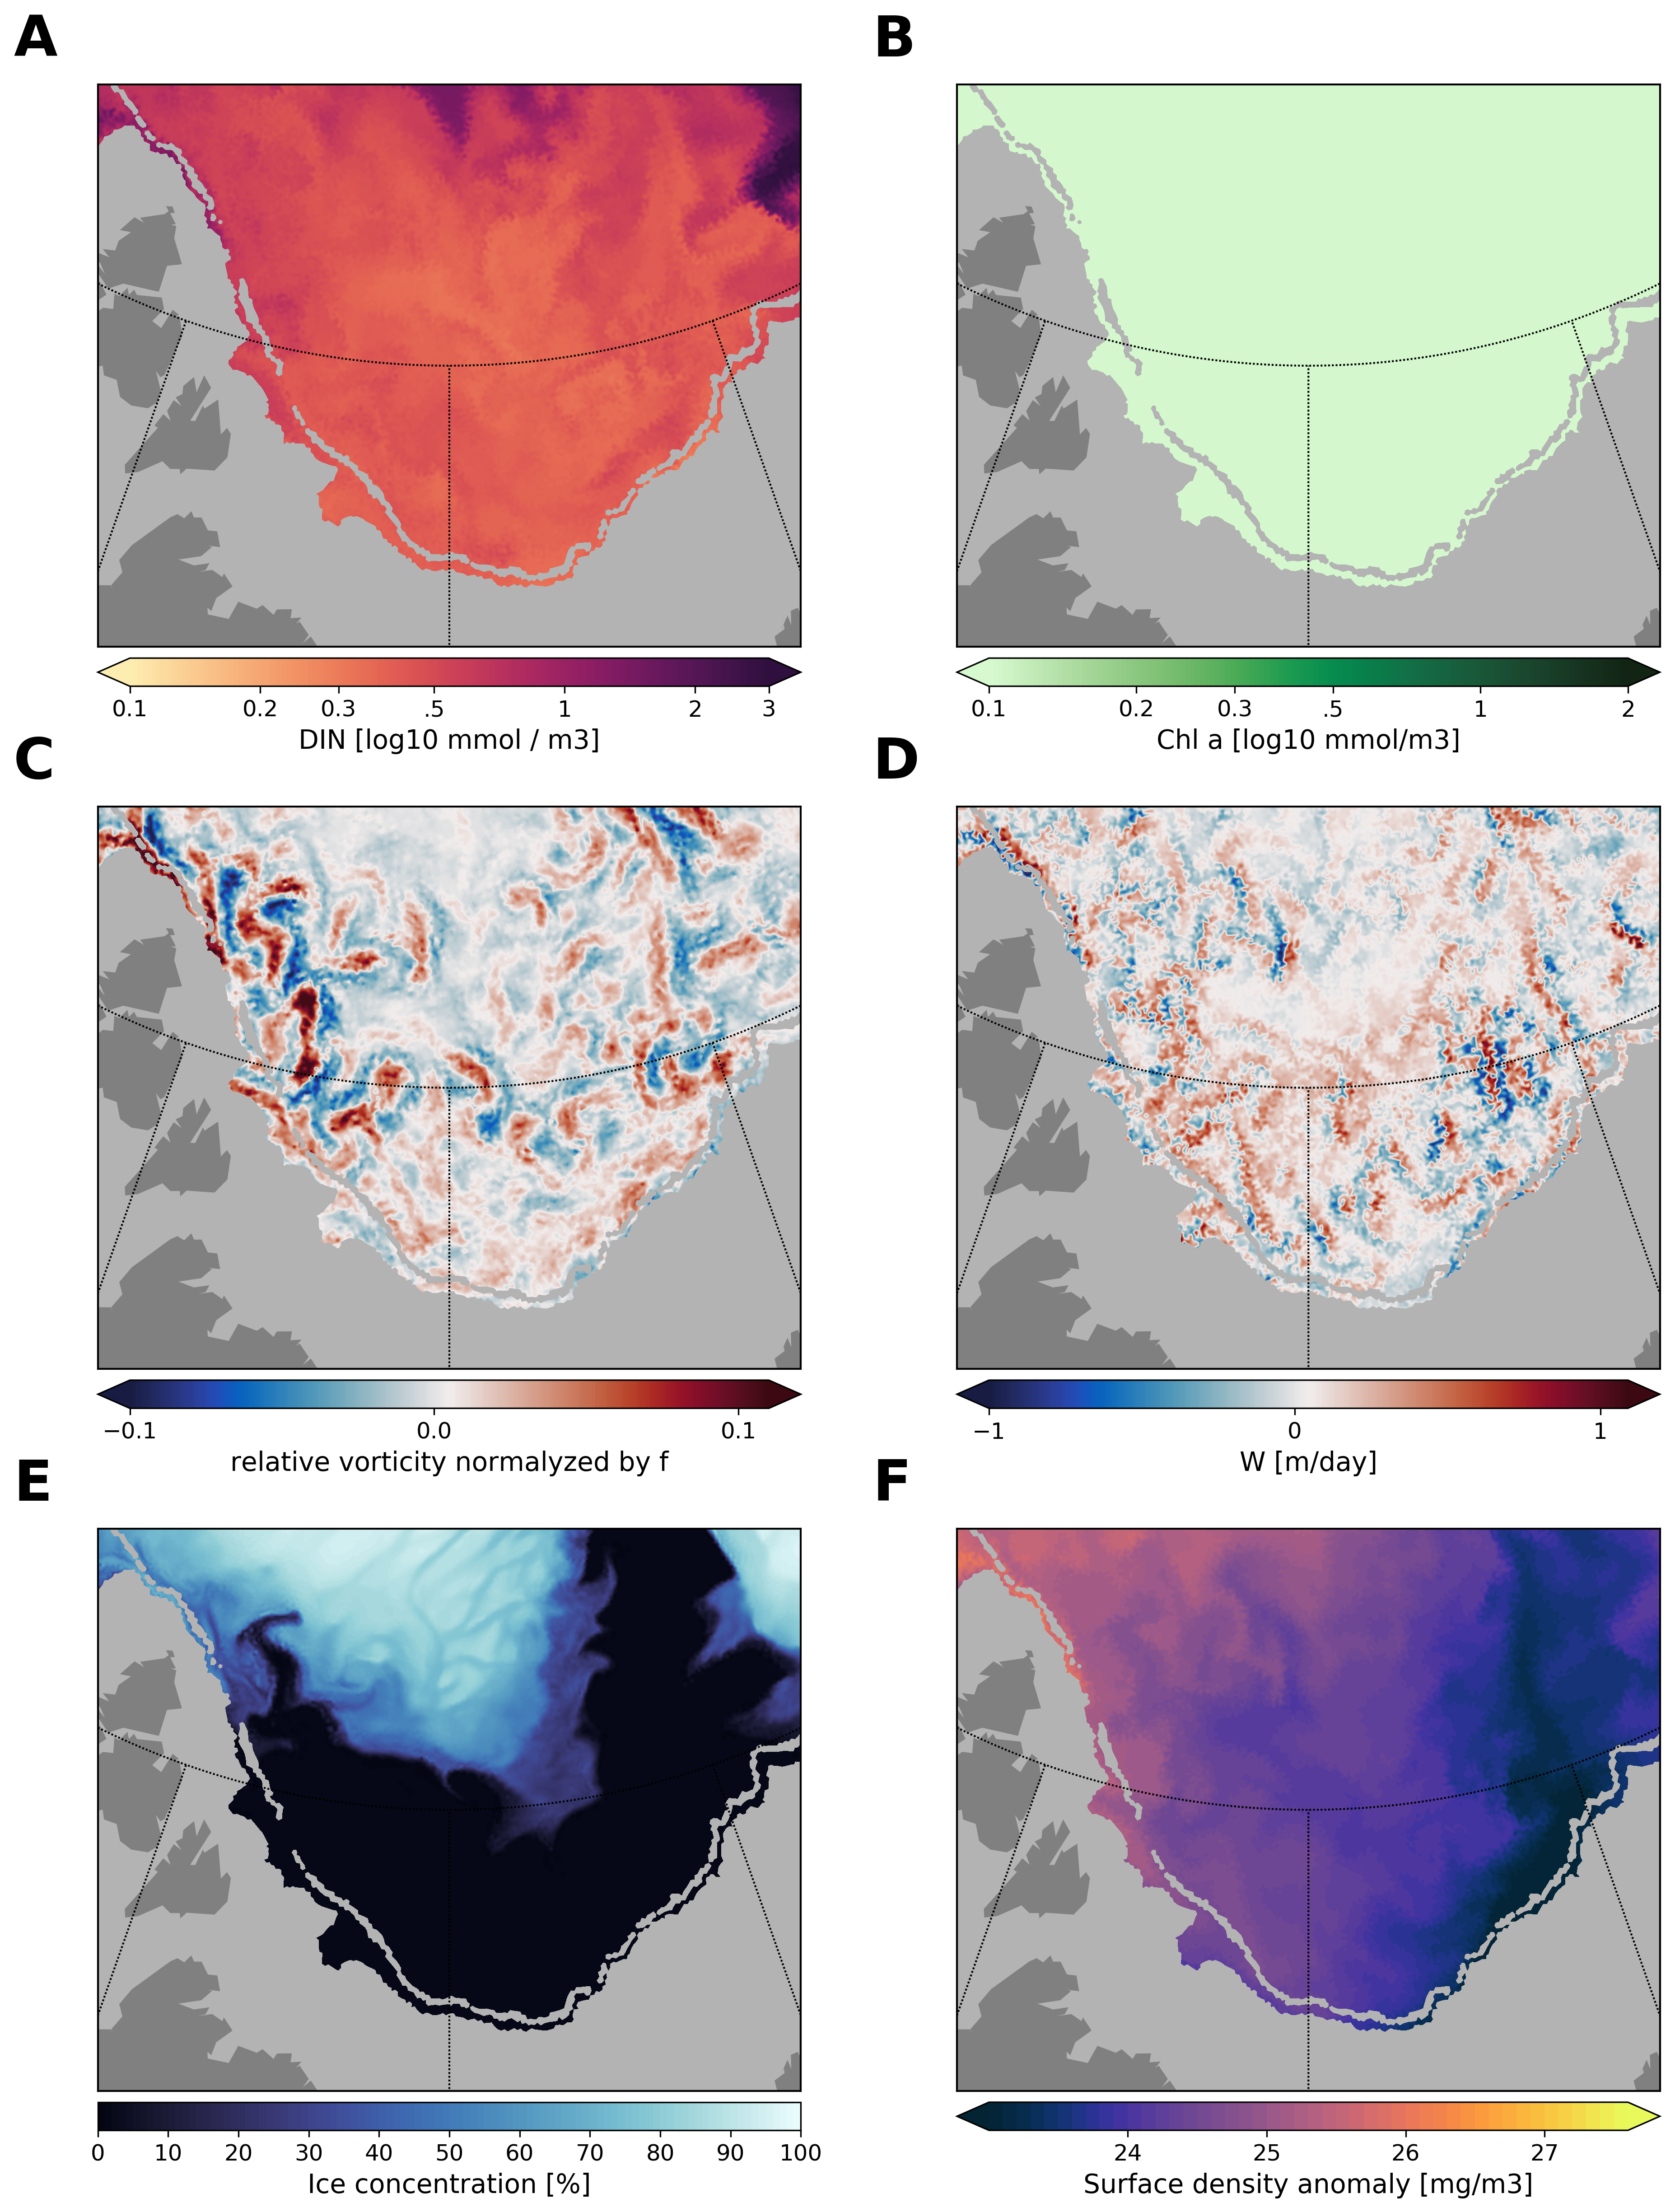 A
B
0.1 0.2 0.3 .5 1 2 3
DIN [log10 mmol / m3]
0.1 0.2 0.3 .5 1 2
Chl a [log10 mmol/m3]
C
D
−0.1 0.0 0.1
relative vorticity normalyzed by f
−1 0 1
W [m/day]
E
F
0 10 20 30 40 50 60 70 80 90 100
Ice concentration [%]
24 25 26 27
Surface density anomaly [mg/m3]